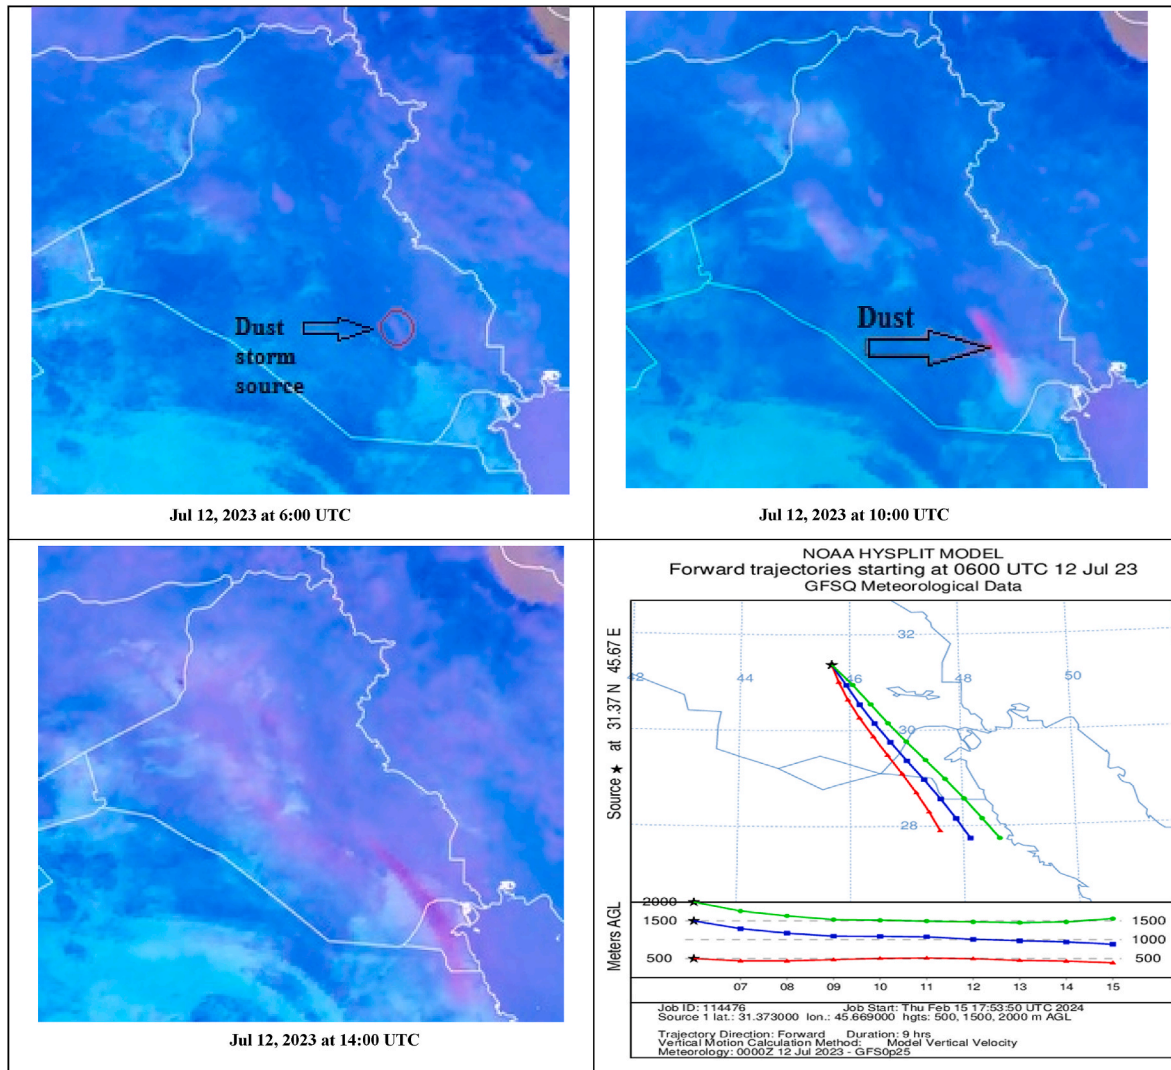 Dust
storm
source
Jul 12, 2023 at 6:00 UTC
Dust
Jul 12, 2023 at 10:00 UTC
Jul 12, 2023 at 14:00 UTC
NOAA HYSPLIT MODEL
Forward trajectories starting at 0600 UTC 12 Jul 23
GFSQ Meteorological Data
Source ★ at 31.37 N 45.67 E
32
42
44
46
48
50
30
28
Meters AGL
2000
1500
500
1500
1000
500
07 08 09 10 11 12 13 14 15
Job ID: 114476 Job Start: Thu Feb 15 17:53:50 UTC 2024
Source 1 lat.: 31.373000 lon.: 45.669000 hgts: 500, 1500, 2000 m AGL
Trajectory Direction: Forward Duration: 9 hrs
Vertical Motion Calculation Method: Model Vertical Velocity
Meteorology: 0000Z 12 Jul 2023 - GFS0p25